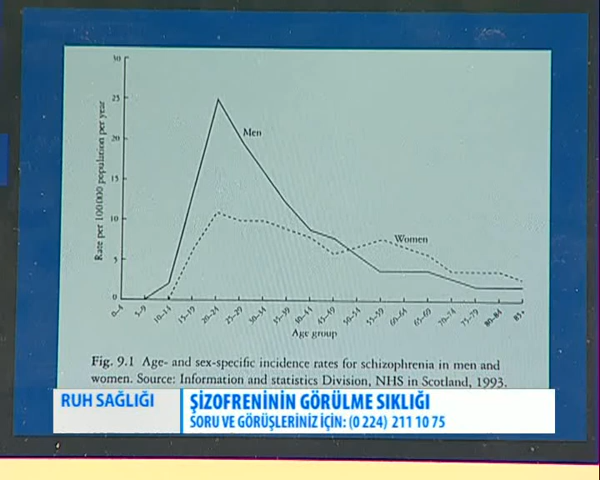 30
25
20
15
10
5
0
Rate per 100 000 population per year
Men
Women
0–4 5–9 10–14 15–19 20–24 25–29 30–34 35–39 40–44 45–49 50–54 55–59 60–64 65–69 70–74 75–79 80–84 85+
Age group
Fig. 9.1 Age- and sex-specific incidence rates for schizophrenia in men and
women. Source: Information and statistics Division, NHS in Scotland, 1993.
RUH SAĞLIĞI
ŞİZOFRENİNİN GÖRÜLME SIKLIĞI
SORU VE GÖRÜŞLERİNİZ İÇİN: (0 224) 211 10 75